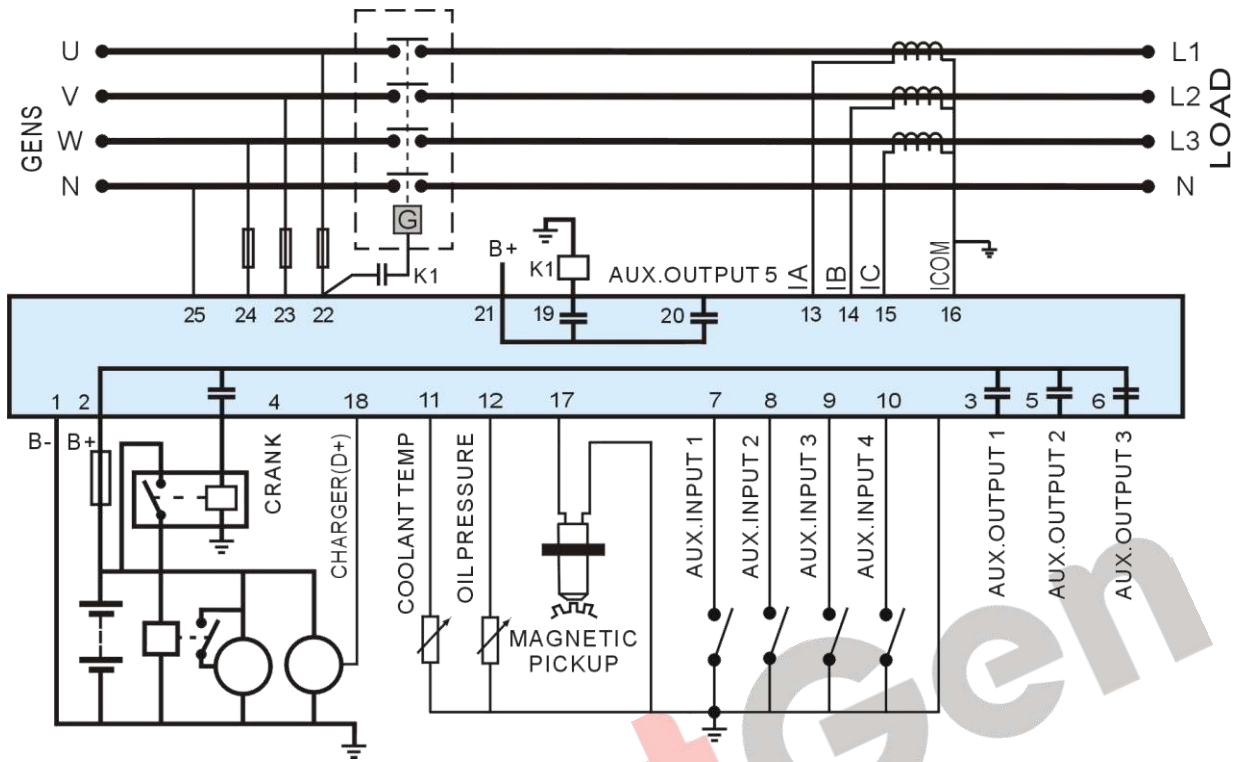 U
V
W
N
GENS
L1
L2
L3
N
LOAD
G
K1
B+
K1
AUX.OUTPUT 5
IA
IB
IC
ICOM
25
24
23
22
21
19
20
13
14
15
16
1
2
4
18
11
12
17
7
8
9
10
3
5
6
B-
B+
CRANK
CHARGER(D+)
COOLANT TEMP
OIL PRESSURE
MAGNETIC
PICKUP
AUX.INPUT 1
AUX.INPUT 2
AUX.INPUT 3
AUX.INPUT 4
AUX.OUTPUT 1
AUX.OUTPUT 2
AUX.OUTPUT 3
Gen